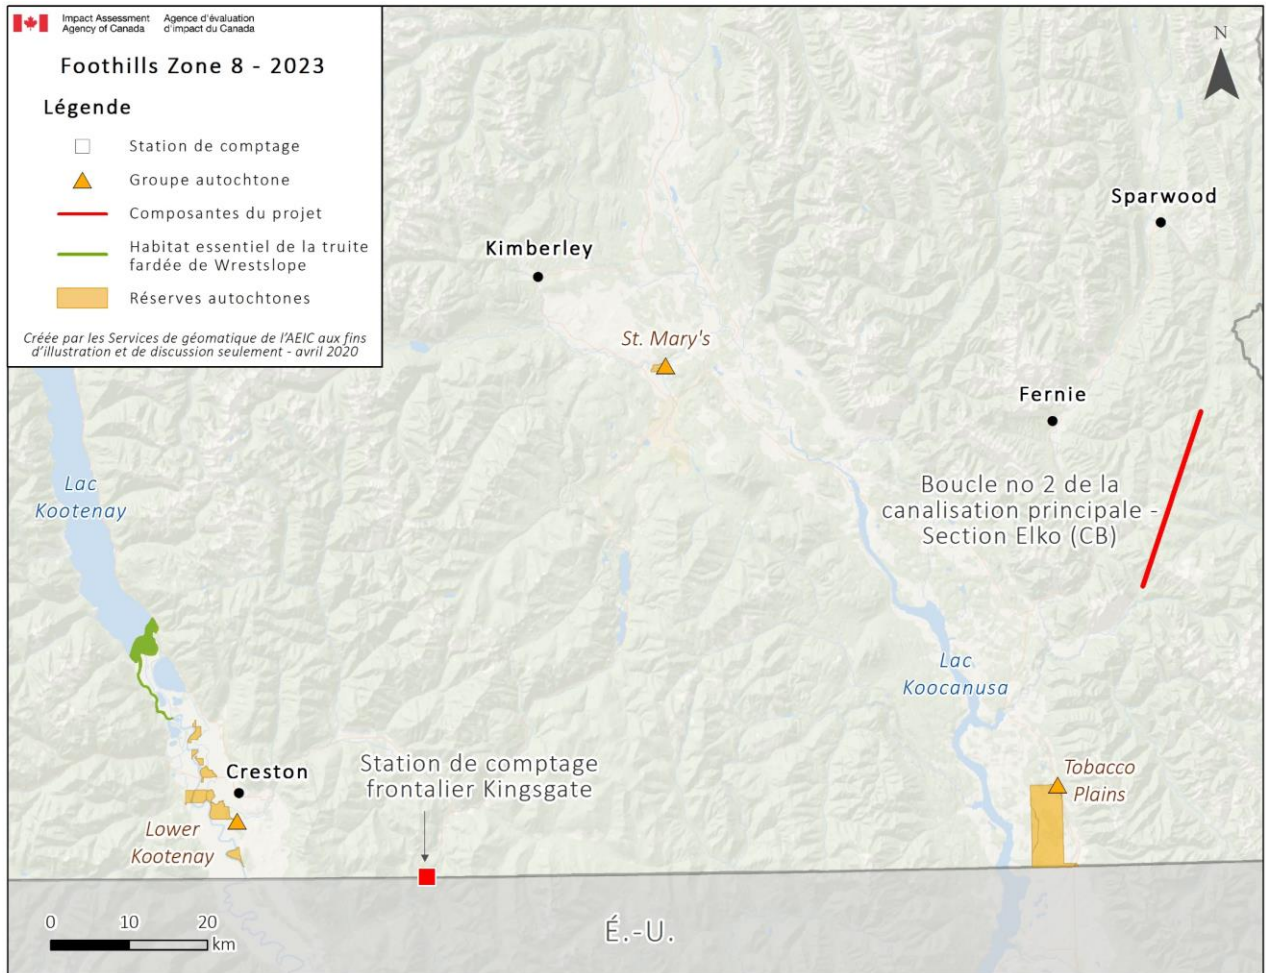 Impact Assessment Agence d'évaluation
Agency of Canada d'impact du Canada
Foothills Zone 8 - 2023
Légende
Station de comptage
Groupe autochtone
Composantes du projet
Habitat essentiel de la truite
fardée de Wrestslope
Réserves autochtones
Créée par les Services de géomatique de l'AEIC aux fins
d'illustration et de discussion seulement - avril 2020
N
Sparwood
Kimberley
St. Mary's
Fernie
Lac
Kootenay
Boucle no 2 de la
canalisation principale -
Section Elko (CB)
Lac
Koocanusa
Creston
Station de comptage
frontalier Kingsgate
Tobacco
Plains
Lower
Kootenay
0 10 20
km
É.-U.